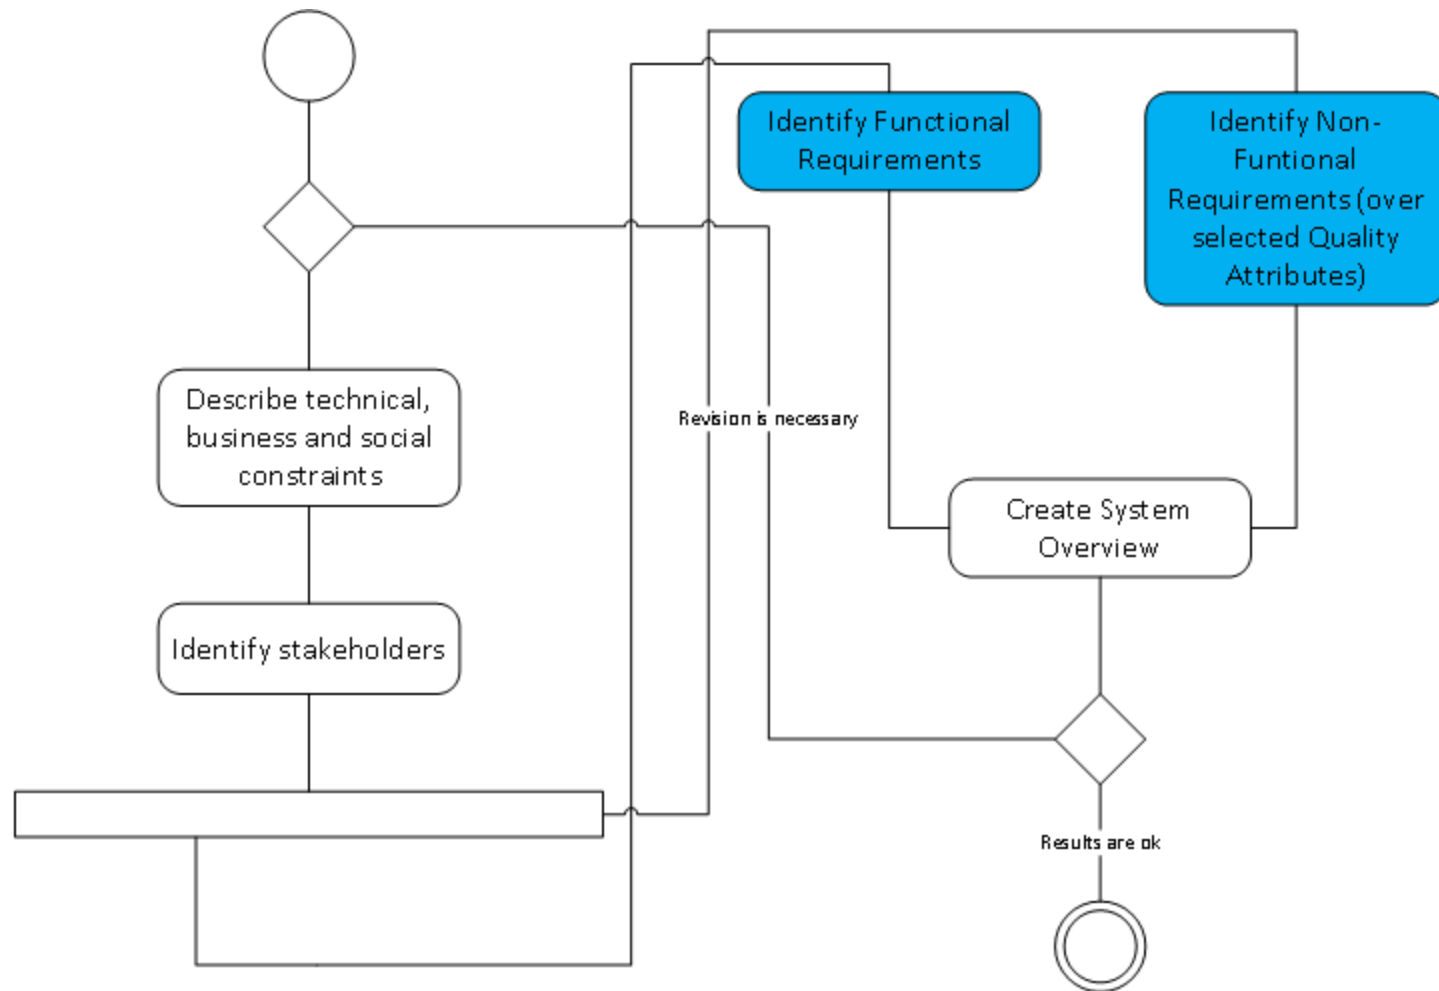 Identify Functional
Requirements
Identify Non-
Funtional
Requirements (over
selected Quality
Attributes)
Describe technical,
business and social
constraints
Revision is necessary
Create System
Overview
Identify stakeholders
Results are ok